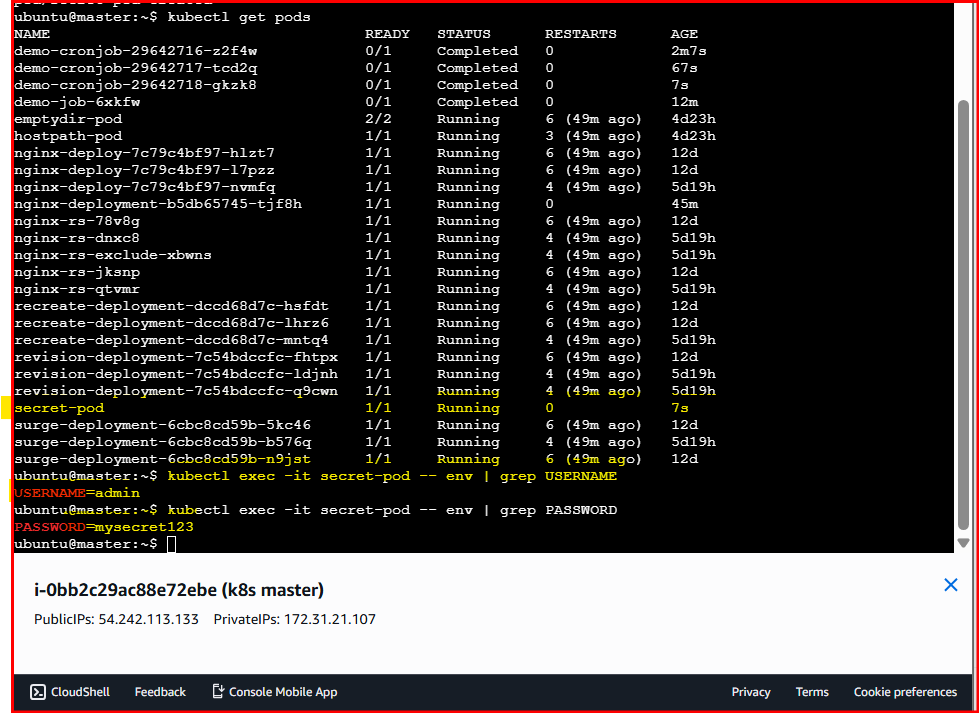 ubuntu@master:~$ kubectl get pods
NAME READY STATUS RESTARTS AGE
demo-cronjob-29642716-z2f4w 0/1 Completed 0 2m7s
demo-cronjob-29642717-tcd2q 0/1 Completed 0 67s
demo-cronjob-29642718-gkzk8 0/1 Completed 0 7s
demo-job-6xkfw 0/1 Completed 0 12m
emptydir-pod 2/2 Running 6 (49m ago) 4d23h
hostpath-pod 1/1 Running 3 (49m ago) 4d23h
nginx-deploy-7c79c4bf97-hlzt7 1/1 Running 6 (49m ago) 12d
nginx-deploy-7c79c4bf97-l7pzz 1/1 Running 6 (49m ago) 12d
nginx-deploy-7c79c4bf97-nvmfq 1/1 Running 4 (49m ago) 5d19h
nginx-deployment-b5db65745-tjf8h 1/1 Running 0 45m
nginx-rs-78v8g 1/1 Running 6 (49m ago) 12d
nginx-rs-dnxc8 1/1 Running 4 (49m ago) 5d19h
nginx-rs-exclude-xbwns 1/1 Running 4 (49m ago) 5d19h
nginx-rs-jksnp 1/1 Running 6 (49m ago) 12d
nginx-rs-qtvmr 1/1 Running 4 (49m ago) 5d19h
recreate-deployment-dccd68d7c-hsfdt 1/1 Running 6 (49m ago) 12d
recreate-deployment-dccd68d7c-lhrz6 1/1 Running 6 (49m ago) 12d
recreate-deployment-dccd68d7c-mntq4 1/1 Running 4 (49m ago) 5d19h
revision-deployment-7c54bdccfc-fhtpx 1/1 Running 6 (49m ago) 12d
revision-deployment-7c54bdccfc-ldjnh 1/1 Running 4 (49m ago) 5d19h
revision-deployment-7c54bdccfc-q9cwn 1/1 Running 4 (49m ago) 5d19h
secret-pod 1/1 Running 0 7s
surge-deployment-6cbc8cd59b-5kc46 1/1 Running 6 (49m ago) 12d
surge-deployment-6cbc8cd59b-b576q 1/1 Running 4 (49m ago) 5d19h
surge-deployment-6cbc8cd59b-n9jst 1/1 Running 6 (49m ago) 12d
ubuntu@master:~$ kubectl exec -it secret-pod -- env | grep USERNAME
USERNAME=admin
ubuntu@master:~$ kubectl exec -it secret-pod -- env | grep PASSWORD
PASSWORD=mysecret123
ubuntu@master:~$
i-0bb2c29ac88e72ebe (k8s master)
PublicIPs: 54.242.113.133 PrivateIPs: 172.31.21.107
CloudShell Feedback Console Mobile App Privacy Terms Cookie preferences